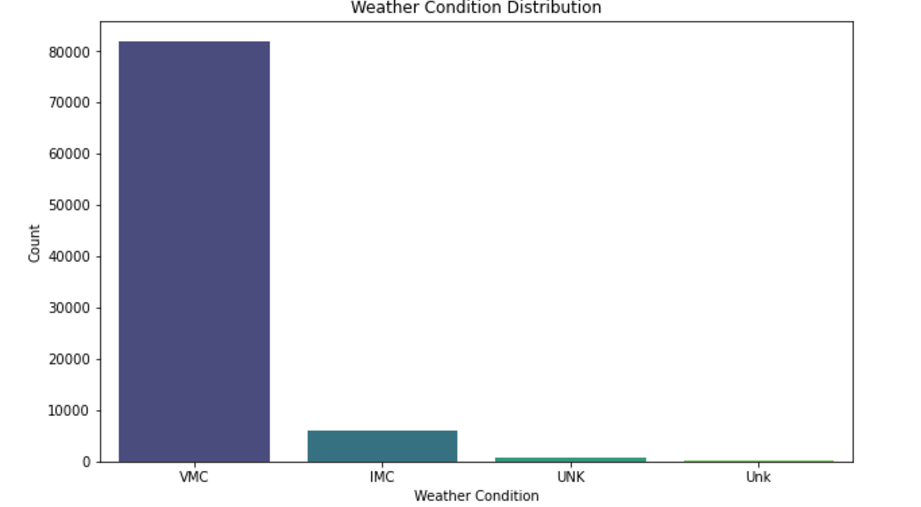 Weather Condition Distribution
80000
70000
60000
50000
40000
30000
20000
10000
0
Count
VMC IMC UNK Unk
Weather Condition